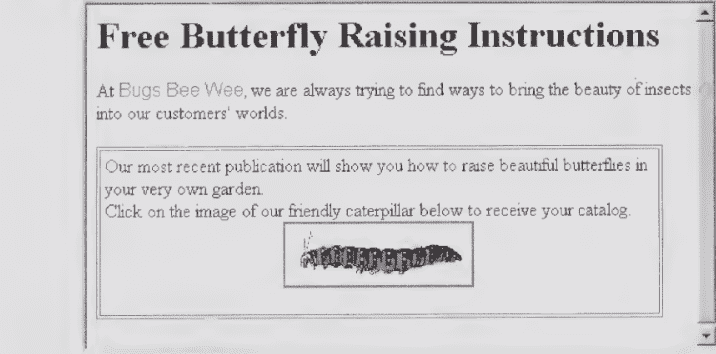 Free Butterfly Raising Instructions
At Bugs Bee Wee, we are always trying to find ways to bring the beauty of insects
into our customers' worlds.
Our most recent publication will show you how to raise beautiful butterflies in
your very own garden.
Click on the image of our friendly caterpillar below to receive your catalog.